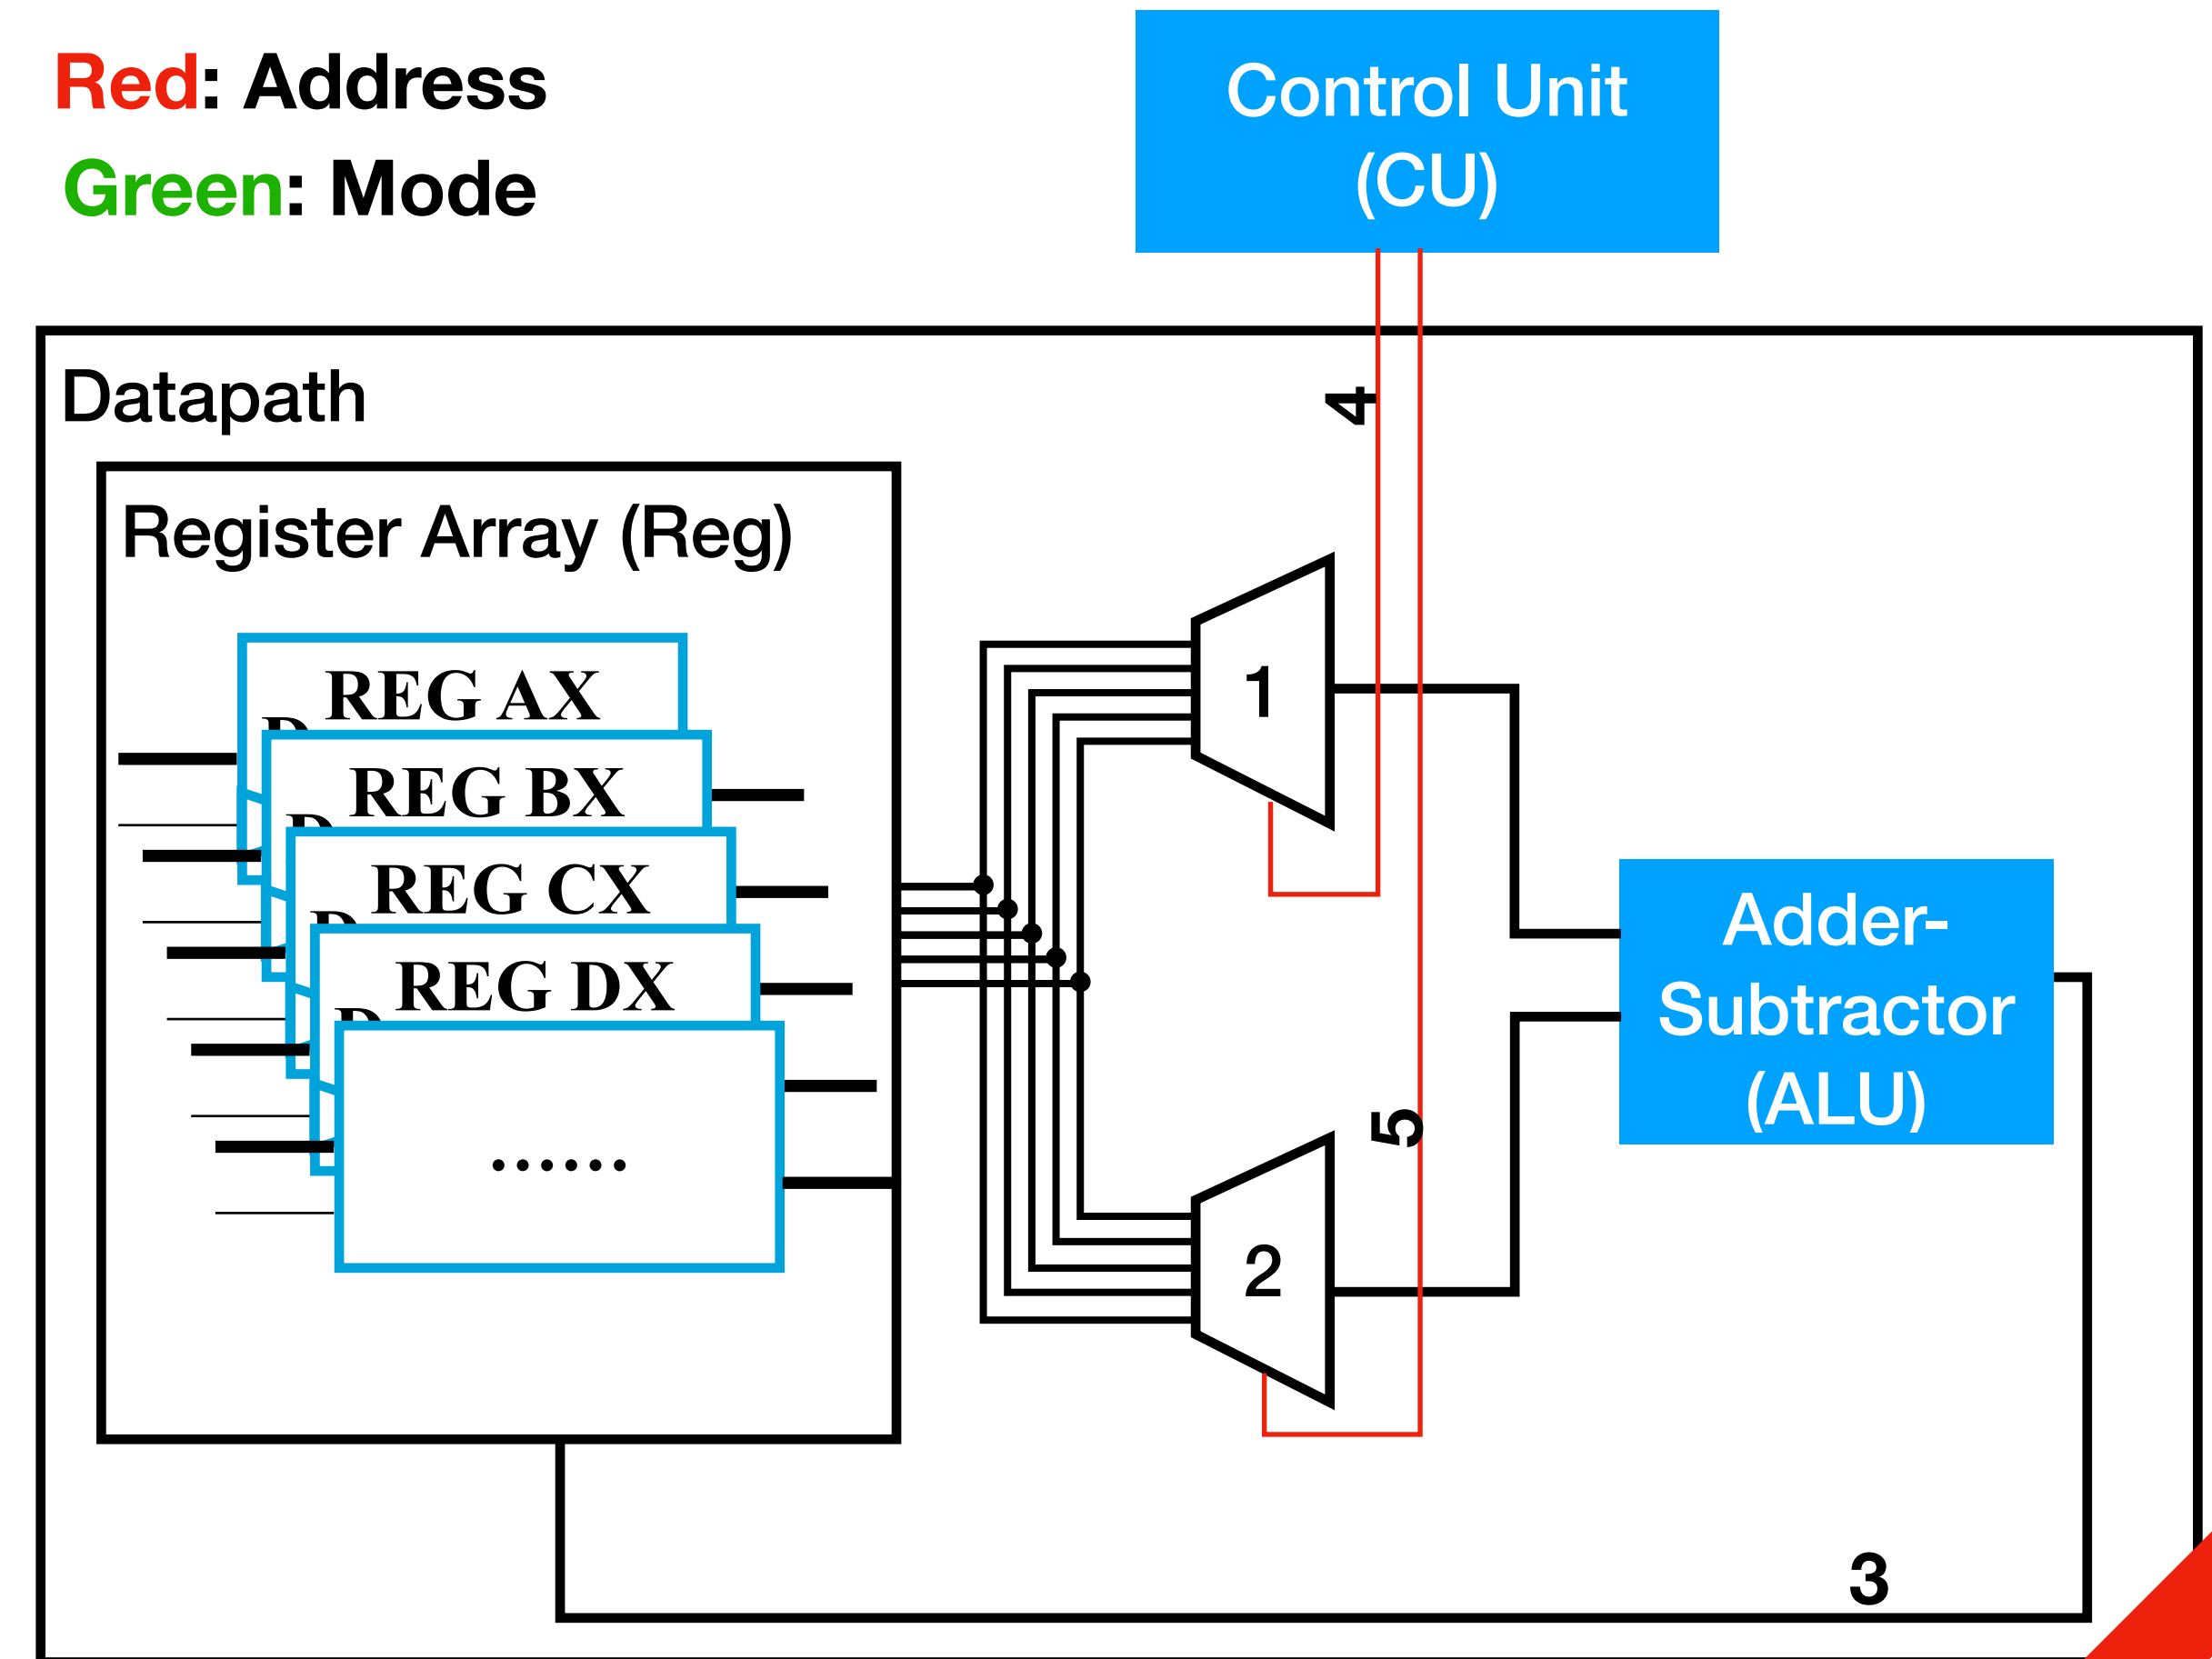 Red: Address
Green: Mode
Control Unit
(CU)
Datapath
4
Register Array (Reg)
REG AX
D
REG BX
D
REG CX
D
REG DX
D
.......
1
2
5
Adder-
Subtractor
(ALU)
3